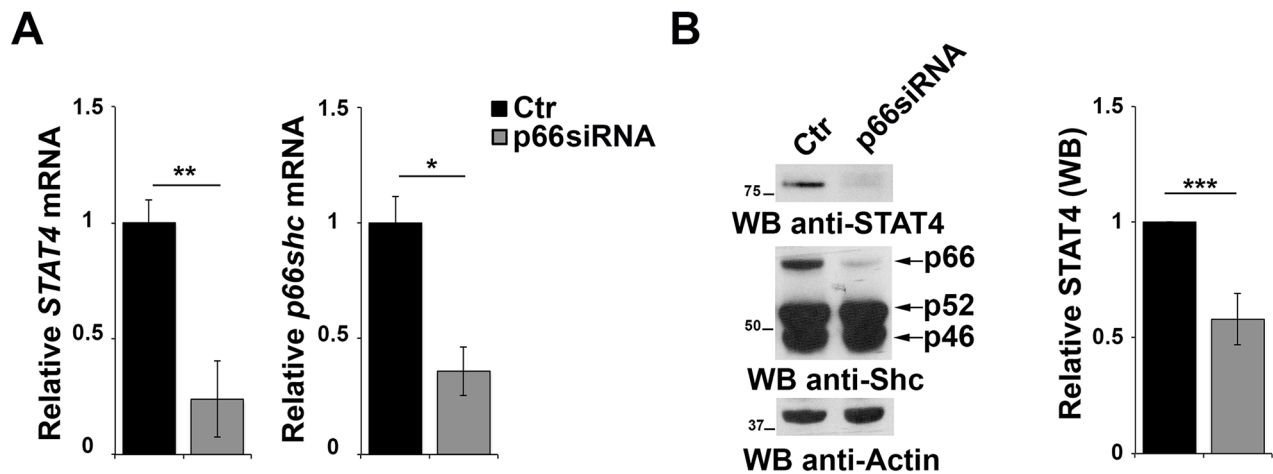 A
Relative STAT4 mRNA
1.5
1
0.5
0
**
Relative p66shc mRNA
1.5
1
0.5
0
*
Ctr
p66siRNA
B
Ctr
p66siRNA
75
WB anti-STAT4
p66
p52
50
p46
WB anti-Shc
37
WB anti-Actin
Relative STAT4 (WB)
1.5
1
0.5
0
***